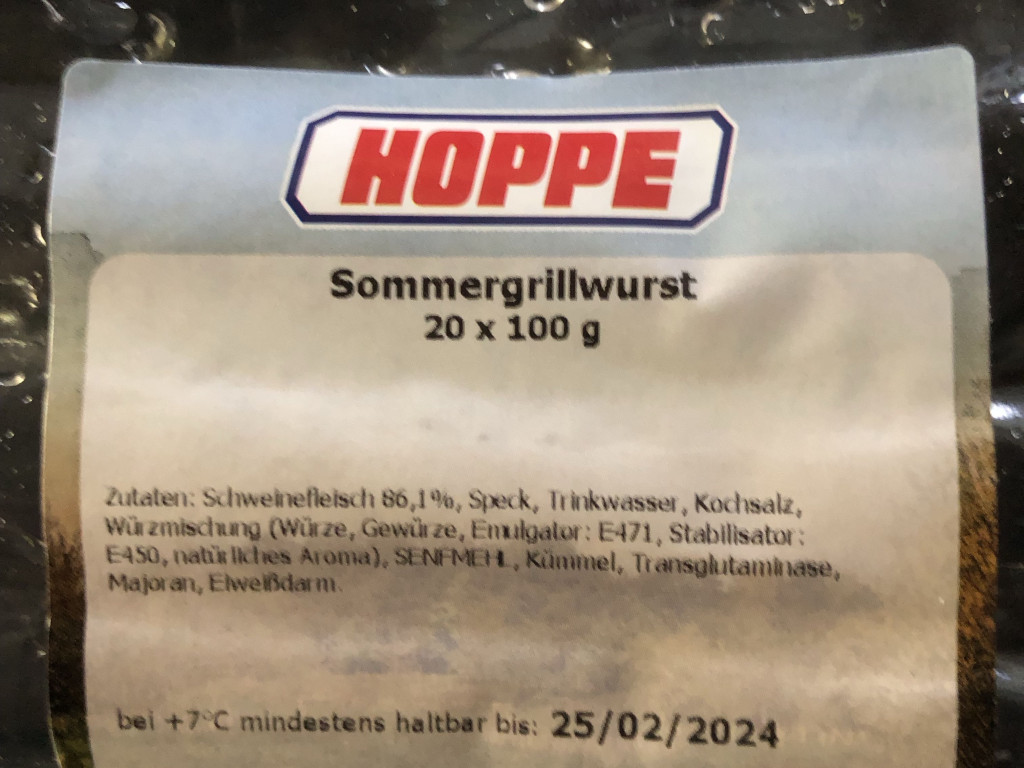 HOPPE
Sommergrillwurst
20 x 100 g
Zutaten: Schweinefleisch 86,1%, Speck, Trinkwasser, Kochsalz,
Würzmischung (Würze, Gewürze, Emulgator: E471, Stabilisator:
E450, natürliches Aroma), SENFMEHL, Kümmel, Transglutaminase,
Majoran, Eiweißdarm.
bei +7°C mindestens haltbar bis: 25/02/2024